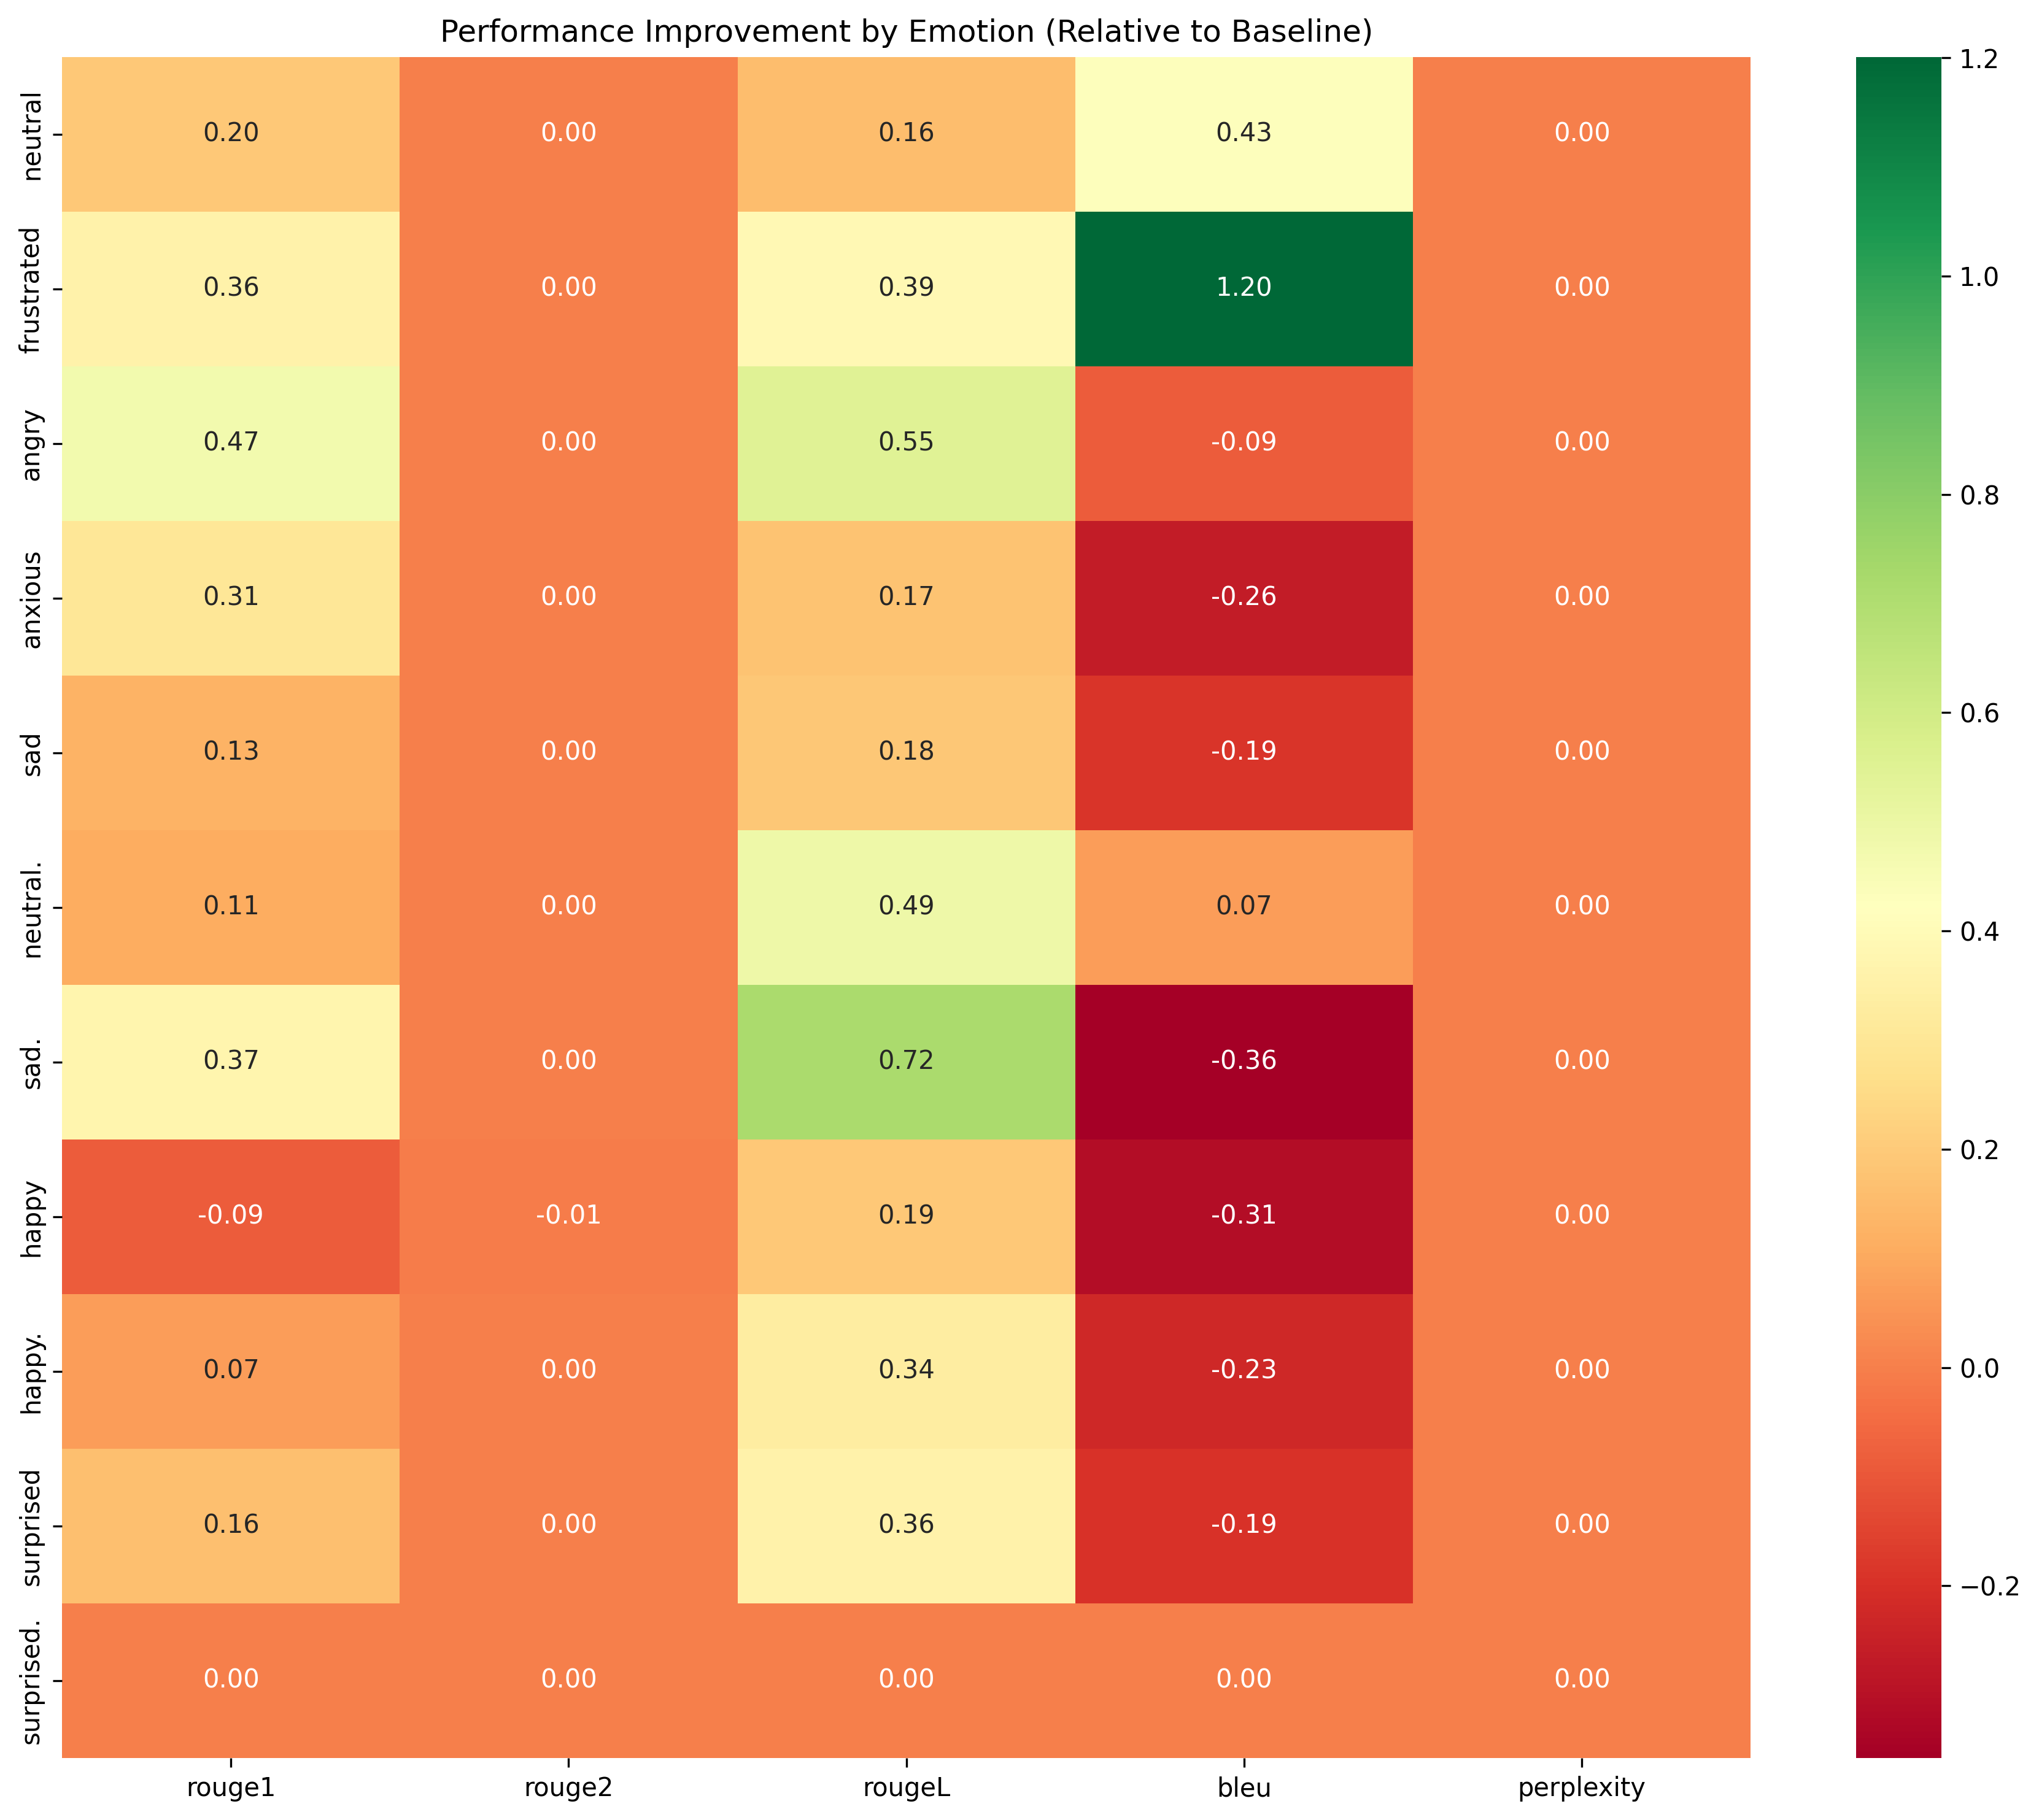 Performance Improvement by Emotion (Relative to Baseline)
neutral 0.20 0.00 0.16 0.43 0.00
frustrated 0.36 0.00 0.39 1.20 0.00
angry 0.47 0.00 0.55 -0.09 0.00
anxious 0.31 0.00 0.17 -0.26 0.00
sad 0.13 0.00 0.18 -0.19 0.00
neutral. 0.11 0.00 0.49 0.07 0.00
sad. 0.37 0.00 0.72 -0.36 0.00
happy -0.09 -0.01 0.19 -0.31 0.00
happy. 0.07 0.00 0.34 -0.23 0.00
surprised 0.16 0.00 0.36 -0.19 0.00
surprised. 0.00 0.00 0.00 0.00 0.00
rouge1 rouge2 rougeL bleu perplexity
1.2
1.0
0.8
0.6
0.4
0.2
0.0
−0.2